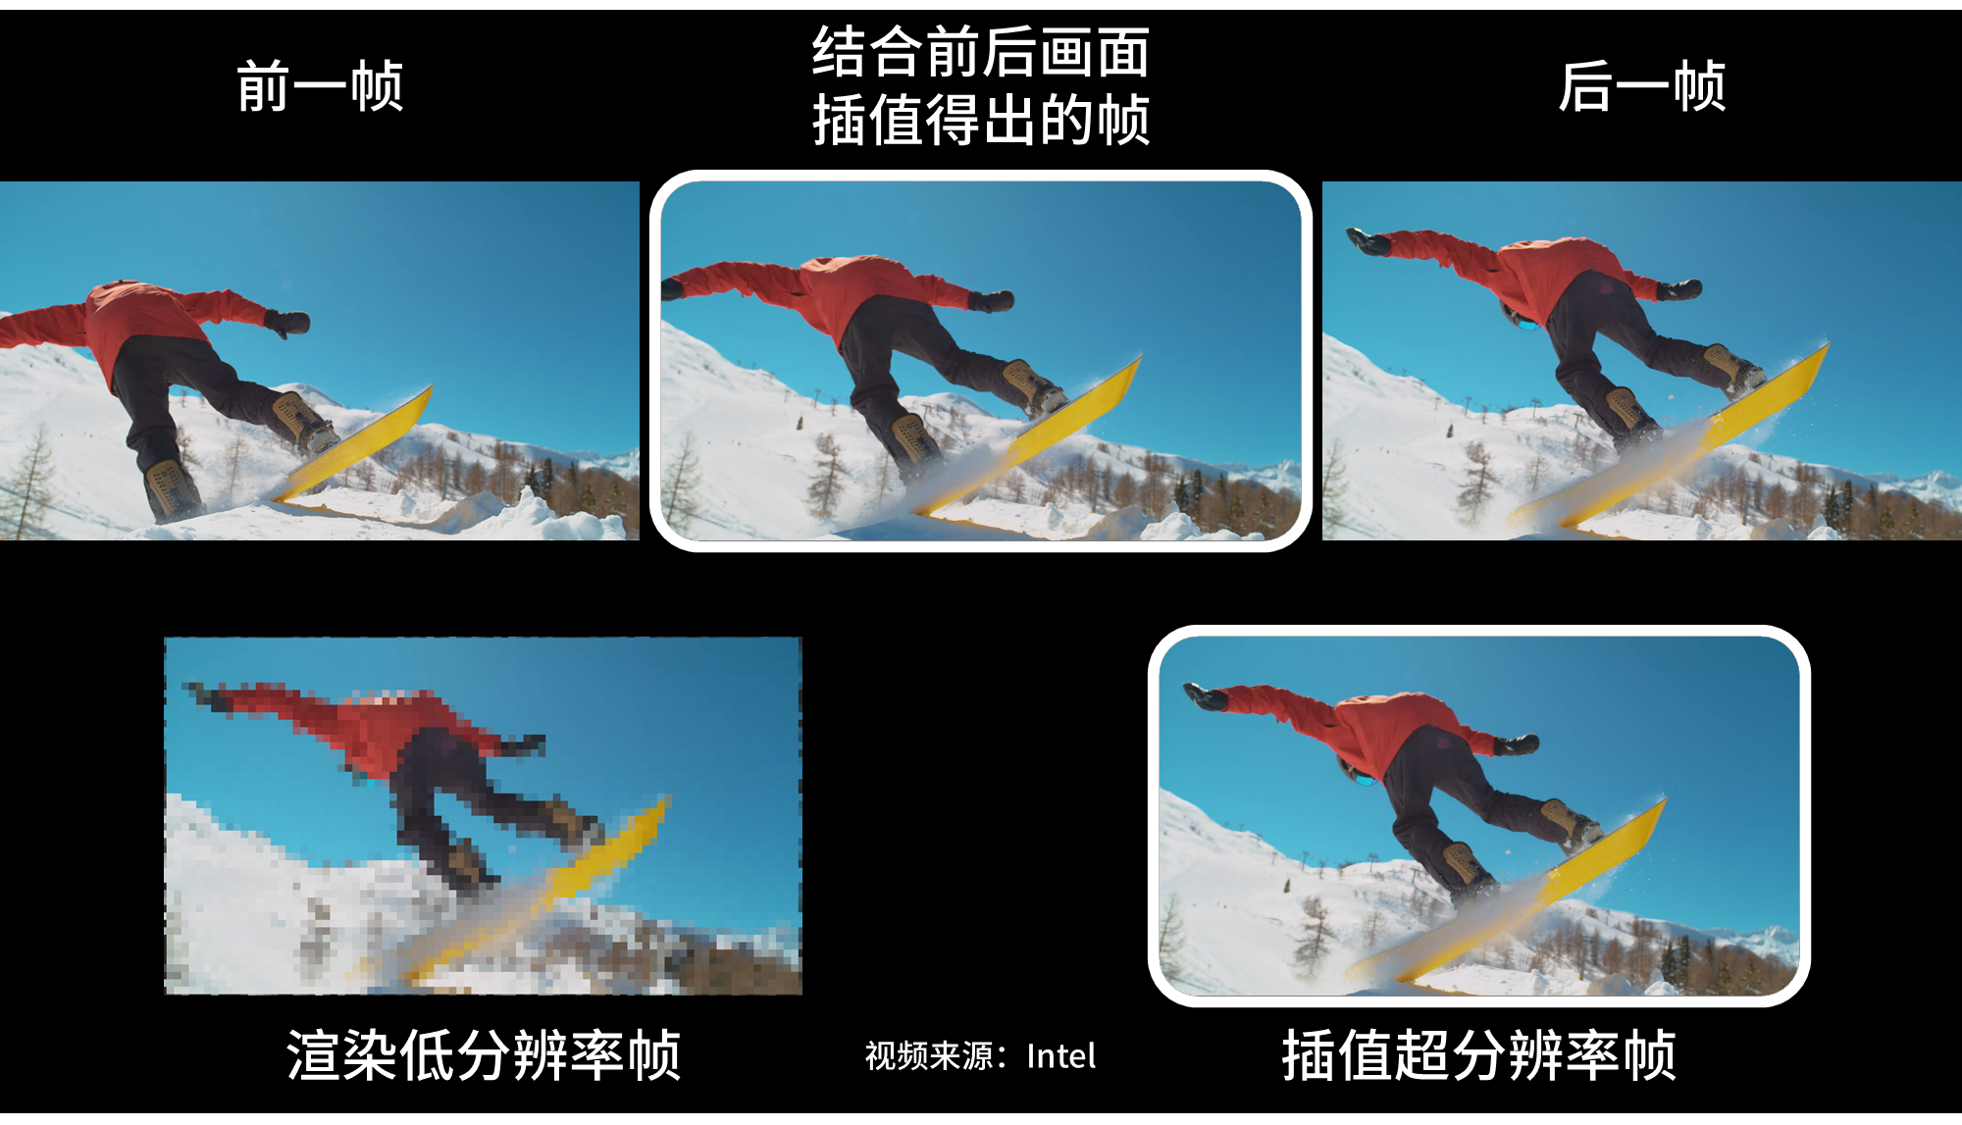 前一帧
结合前后画面
插值得出的帧
后一帧
渲染低分辨率帧
视频来源：Intel
插值超分辨率帧